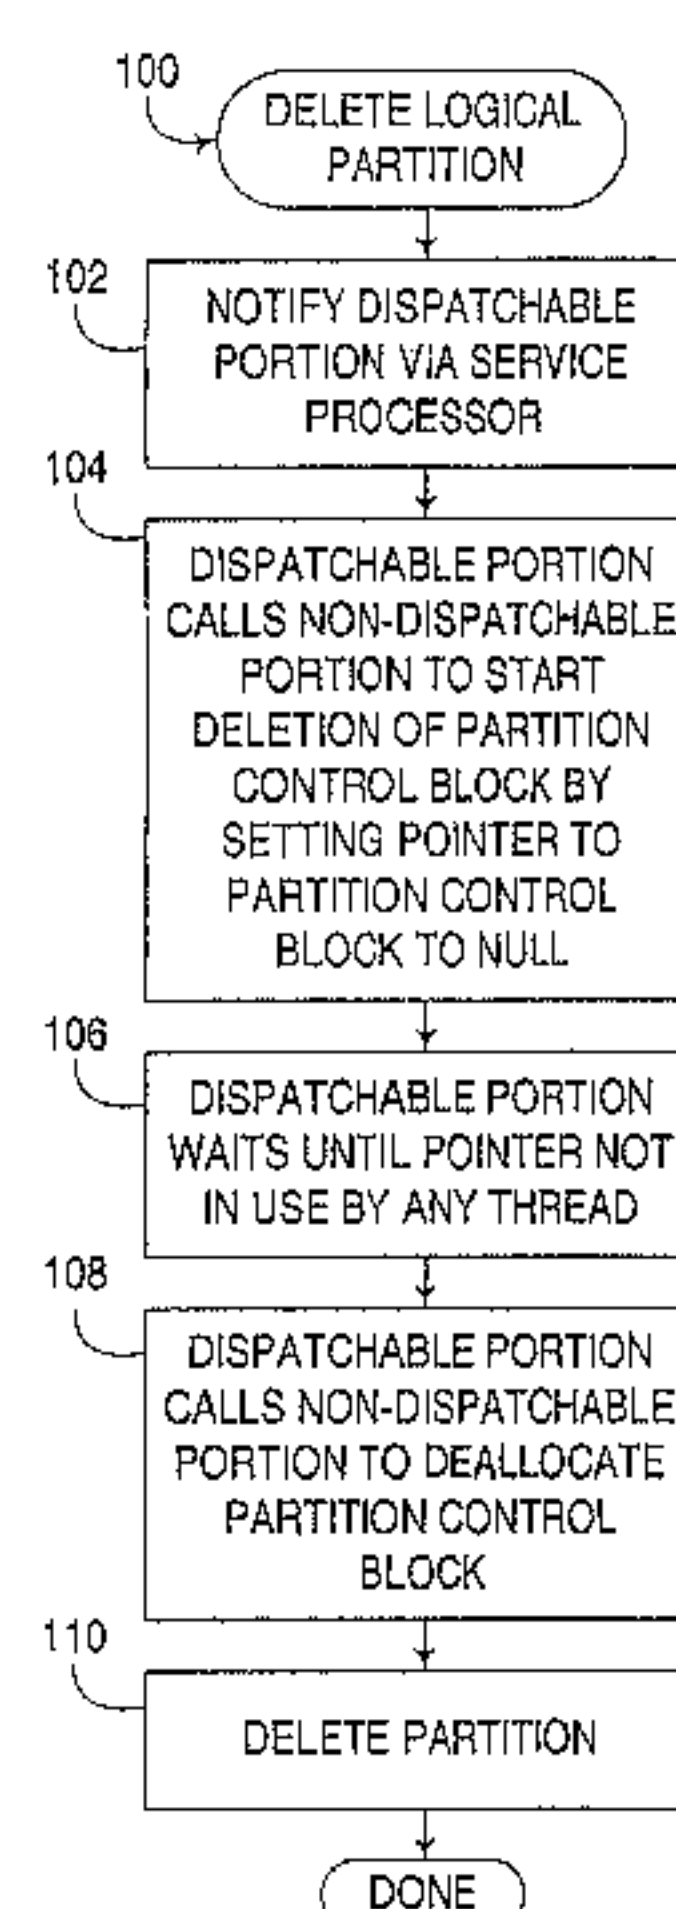 100
DELETE LOGICAL
PARTITION
102
NOTIFY DISPATCHABLE
PORTION VIA SERVICE
PROCESSOR
104
DISPATCHABLE PORTION
CALLS NON-DISPATCHABLE
PORTION TO START
DELETION OF PARTITION
CONTROL BLOCK BY
SETTING POINTER TO
PARTITION CONTROL
BLOCK TO NULL
106
DISPATCHABLE PORTION
WAITS UNTIL POINTER NOT
IN USE BY ANY THREAD
108
DISPATCHABLE PORTION
CALLS NON-DISPATCHABLE
PORTION TO DEALLOCATE
PARTITION CONTROL
BLOCK
110
DELETE PARTITION
DONE